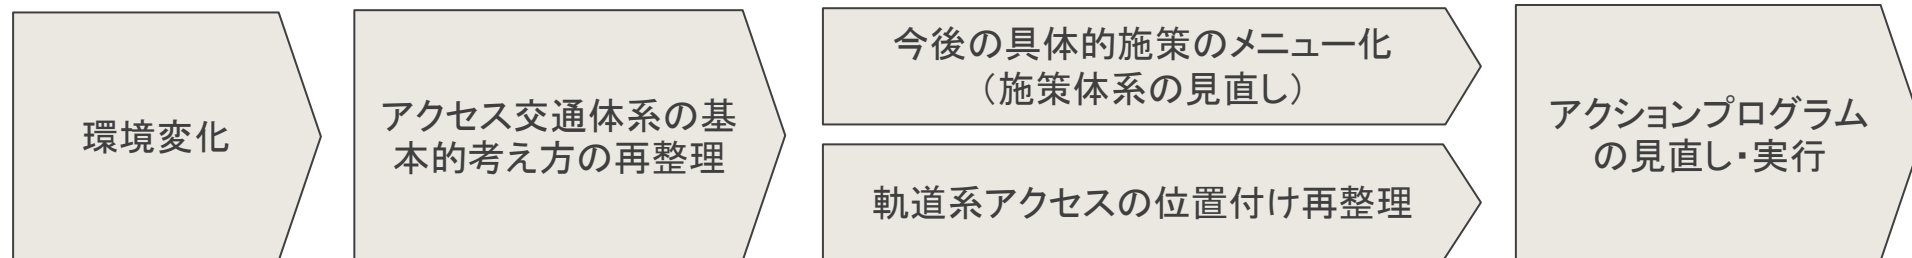 環境変化
アクセス交通体系の基
本的考え方の再整理
今後の具体的施策のメニュー化
（施策体系の見直し）
軌道系アクセスの位置付け再整理
アクションプログラム
の見直し・実行